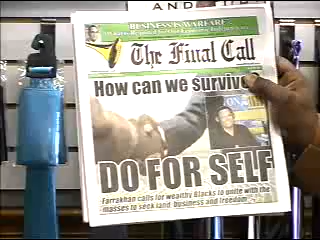 AND
BUSINESS IS WARFARE
The Final Call
How can we survive
DO FOR SELF
Farrakhan calls for wealthy Blacks to unite with the
masses to seek land, business and freedom